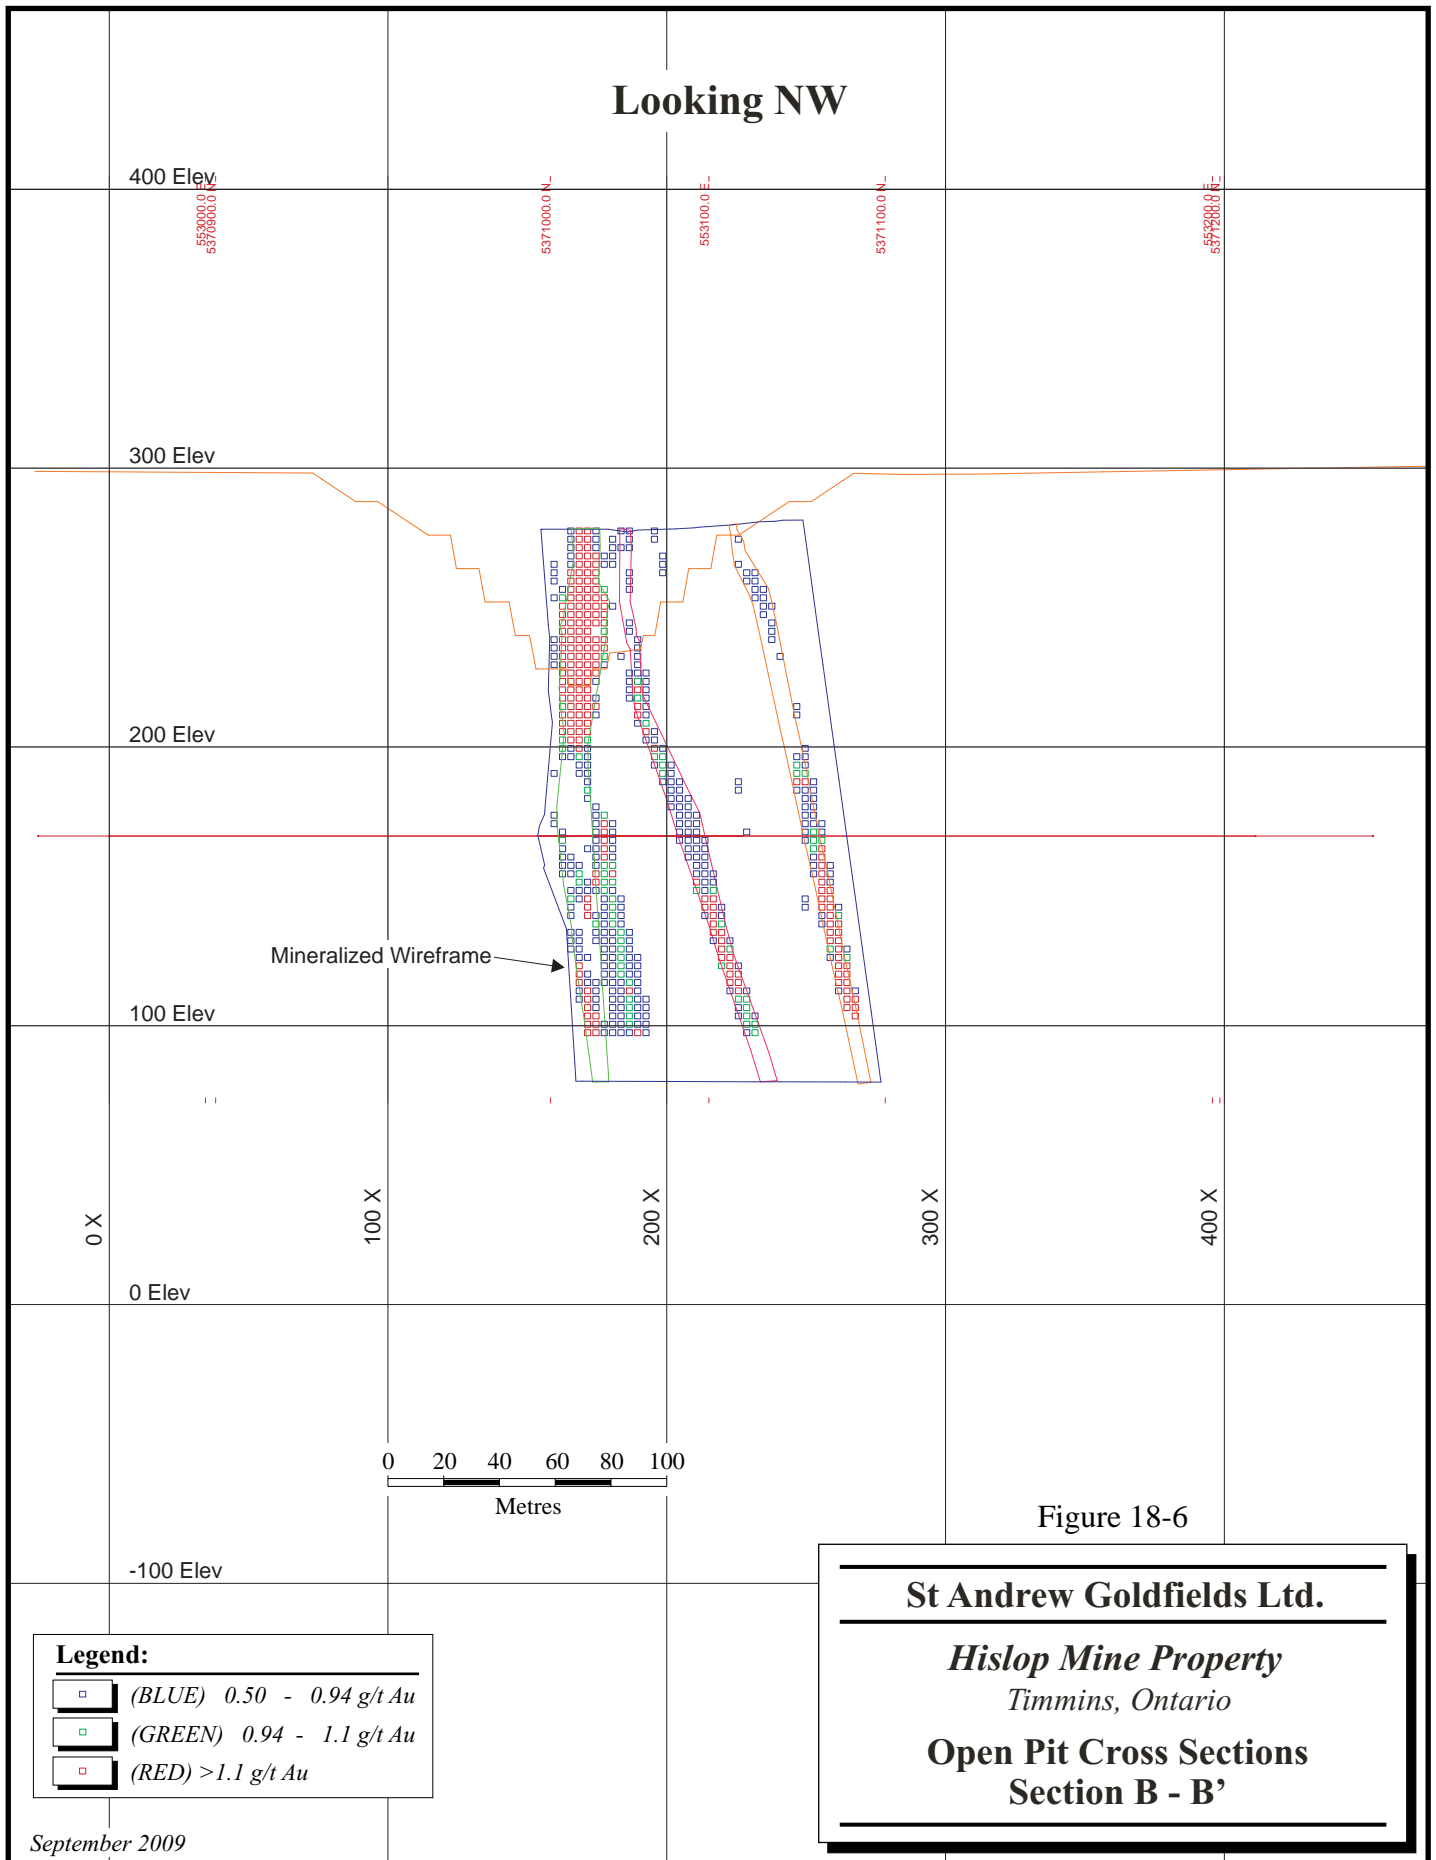 Looking NW
400 Elev
553000.0 E
5370900.0 N
5371000.0 N
553100.0 E
5371100.0 N
553200.0 E
5371200.0 N
300 Elev
200 Elev
Mineralized Wireframe
100 Elev
0 X
100 X
200 X
300 X
400 X
0 Elev
0 20 40 60 80 100
Metres
Figure 18-6
-100 Elev
St Andrew Goldfields Ltd.
Hislop Mine Property
Timmins, Ontario
Open Pit Cross Sections
Section B - B’
Legend:
(BLUE) 0.50 - 0.94 g/t Au
(GREEN) 0.94 - 1.1 g/t Au
(RED) >1.1 g/t Au
September 2009